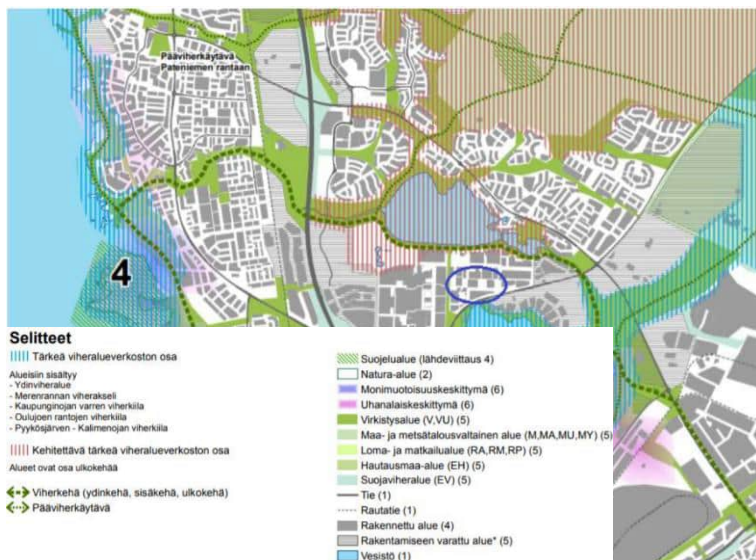 Pääviherkäytävä
Pateniemen rantaan
4
Selitteet
Tärkeä viheralueverkoston osa
Alueisiin sisältyy
- Ydinviheralue
- Merenrannan viherakseli
- Kaupunginojan varren viherkiila
- Oulujoen rantojen viherkiila
- Pyykösjärven - Kalimenojan viherkiila
Kehitettävä tärkeä viheralueverkoston osa
Alueet ovat osa ulkokehää
Viherkehä (ydinkehä, sisäkehä, ulkokehä)
Pääviherkäytävä
Suojelualue (lähdeviittaus 4)
Natura-alue (2)
Monimuotoisuuskeskittymä (6)
Uhanalaiskeskittymä (6)
Virkistysalue (V,VU) (5)
Maa- ja metsätalousvaltainen alue (M,MA,MU,MY) (5)
Loma- ja matkailualue (RA,RM,RP) (5)
Hautausmaa-alue (EH) (5)
Suojaviheralue (EV) (5)
Tie (1)
Rautatie (1)
Rakennettu alue (4)
Rakentamiseen varattu alue* (5)
Vesistö (1)